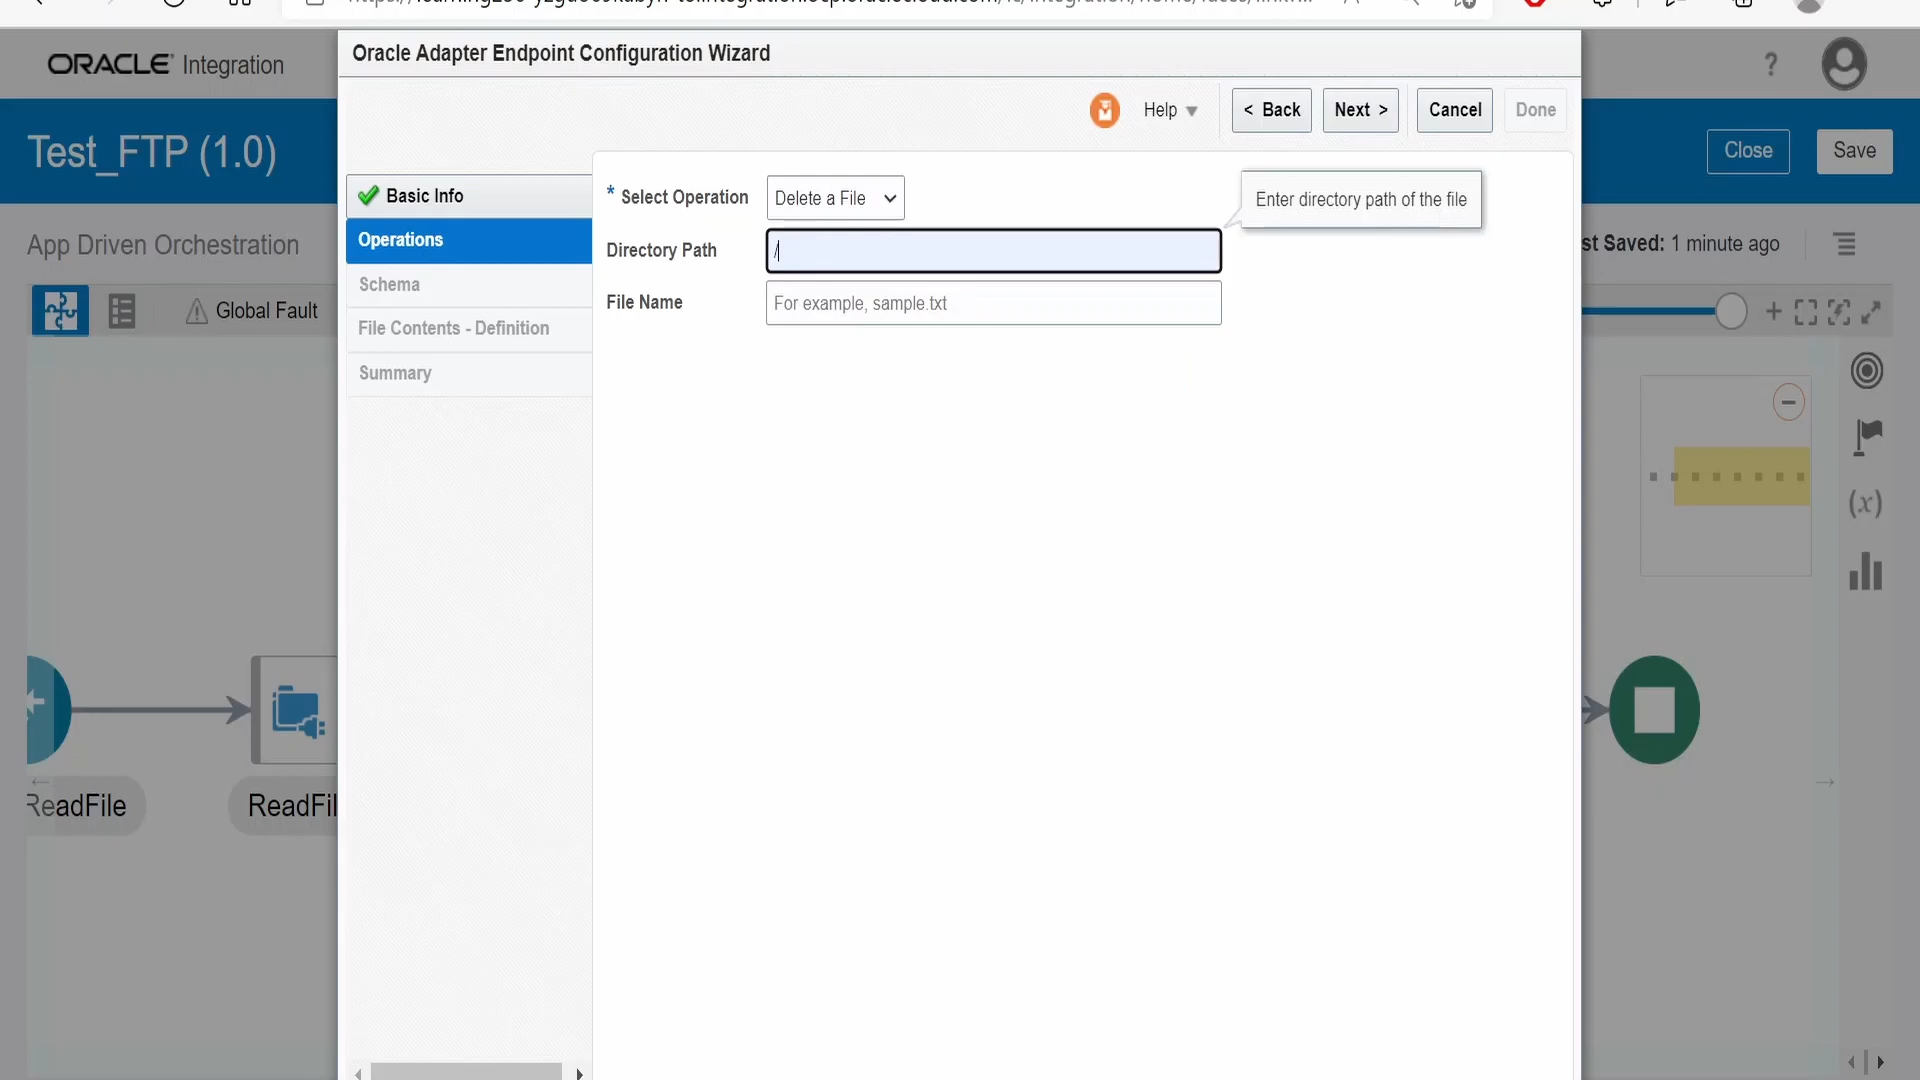 Oracle Adapter Endpoint Configuration Wizard
ORACLE Integration
?
Help
< Back
Next >
Cancel
Done
Test_FTP (1.0)
Close
Save
Basic Info
* Select Operation
Delete a File
Enter directory path of the file
App Driven Orchestration
Operations
Directory Path
/
st Saved: 1 minute ago
Schema
File Name
For example, sample.txt
Global Fault
File Contents - Definition
Summary
(x)
ReadFile
ReadFil